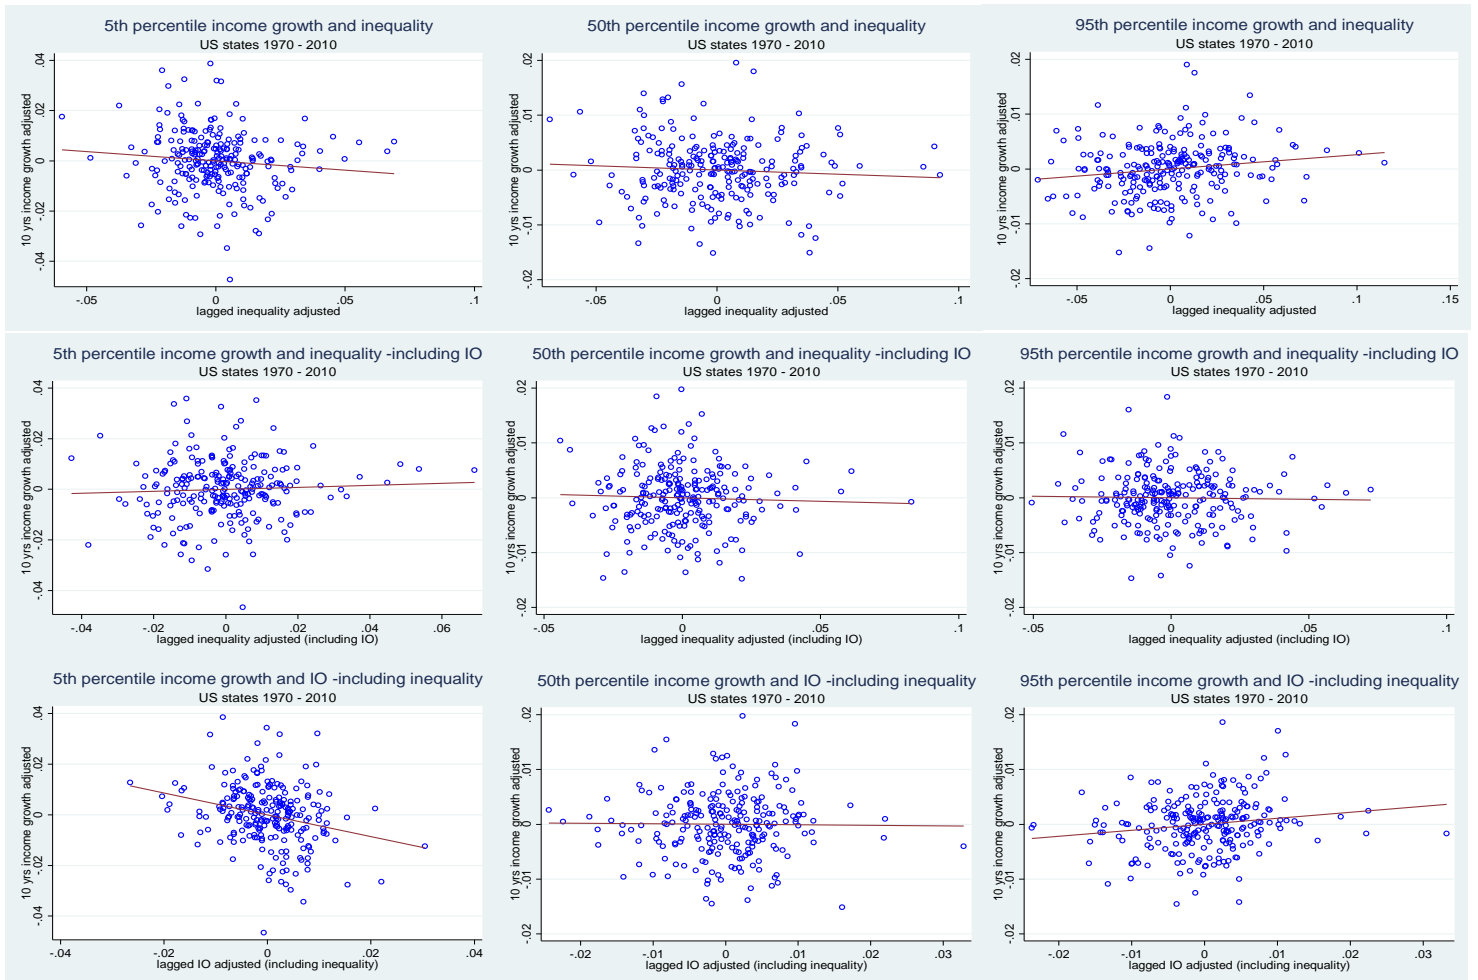 5th percentile income growth and inequality
US states 1970 - 2010
10 yrs income growth adjusted
.04
.02
0
-.02
-.04
-.05
0
.05
.1
lagged inequality adjusted
50th percentile income growth and inequality
US states 1970 - 2010
10 yrs income growth adjusted
.02
.01
0
-.01
-.02
-.05
0
.05
.1
lagged inequality adjusted
95th percentile income growth and inequality
US states 1970 - 2010
10 yrs income growth adjusted
.02
.01
0
-.01
-.02
-.05
0
.05
.1
.15
lagged inequality adjusted
5th percentile income growth and inequality -including IO
US states 1970 - 2010
10 yrs income growth adjusted
.04
.02
0
-.02
-.04
-.04
-.02
0
.02
.04
.06
lagged inequality adjusted (including IO)
50th percentile income growth and inequality -including IO
US states 1970 - 2010
10 yrs income growth adjusted
.02
.01
0
-.01
-.02
-.05
0
.05
.1
lagged inequality adjusted (including IO)
95th percentile income growth and inequality -including IO
US states 1970 - 2010
10 yrs income growth adjusted
.02
.01
0
-.01
-.02
-.05
0
.05
.1
lagged inequality adjusted (including IO)
5th percentile income growth and IO -including inequality
US states 1970 - 2010
10 yrs income growth adjusted
.04
.02
0
-.02
-.04
-.04
-.02
0
.02
.04
lagged IO adjusted (including inequality)
50th percentile income growth and IO -including inequality
US states 1970 - 2010
10 yrs income growth adjusted
.02
.01
0
-.01
-.02
-.02
-.01
0
.01
.02
.03
lagged IO adjusted (including inequality)
95th percentile income growth and IO -including inequality
US states 1970 - 2010
10 yrs income growth adjusted
.02
.01
0
-.01
-.02
-.02
-.01
0
.01
.02
.03
lagged IO adjusted (including inequality)